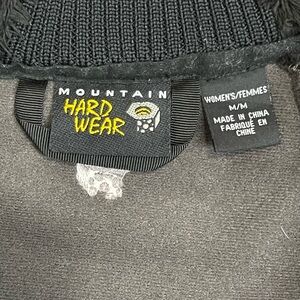 MOUNTAIN
HARD
WEAR
WOMEN'S/FEMMES
M/M
MADE IN CHINA
FABRIQUÉ EN
CHINE